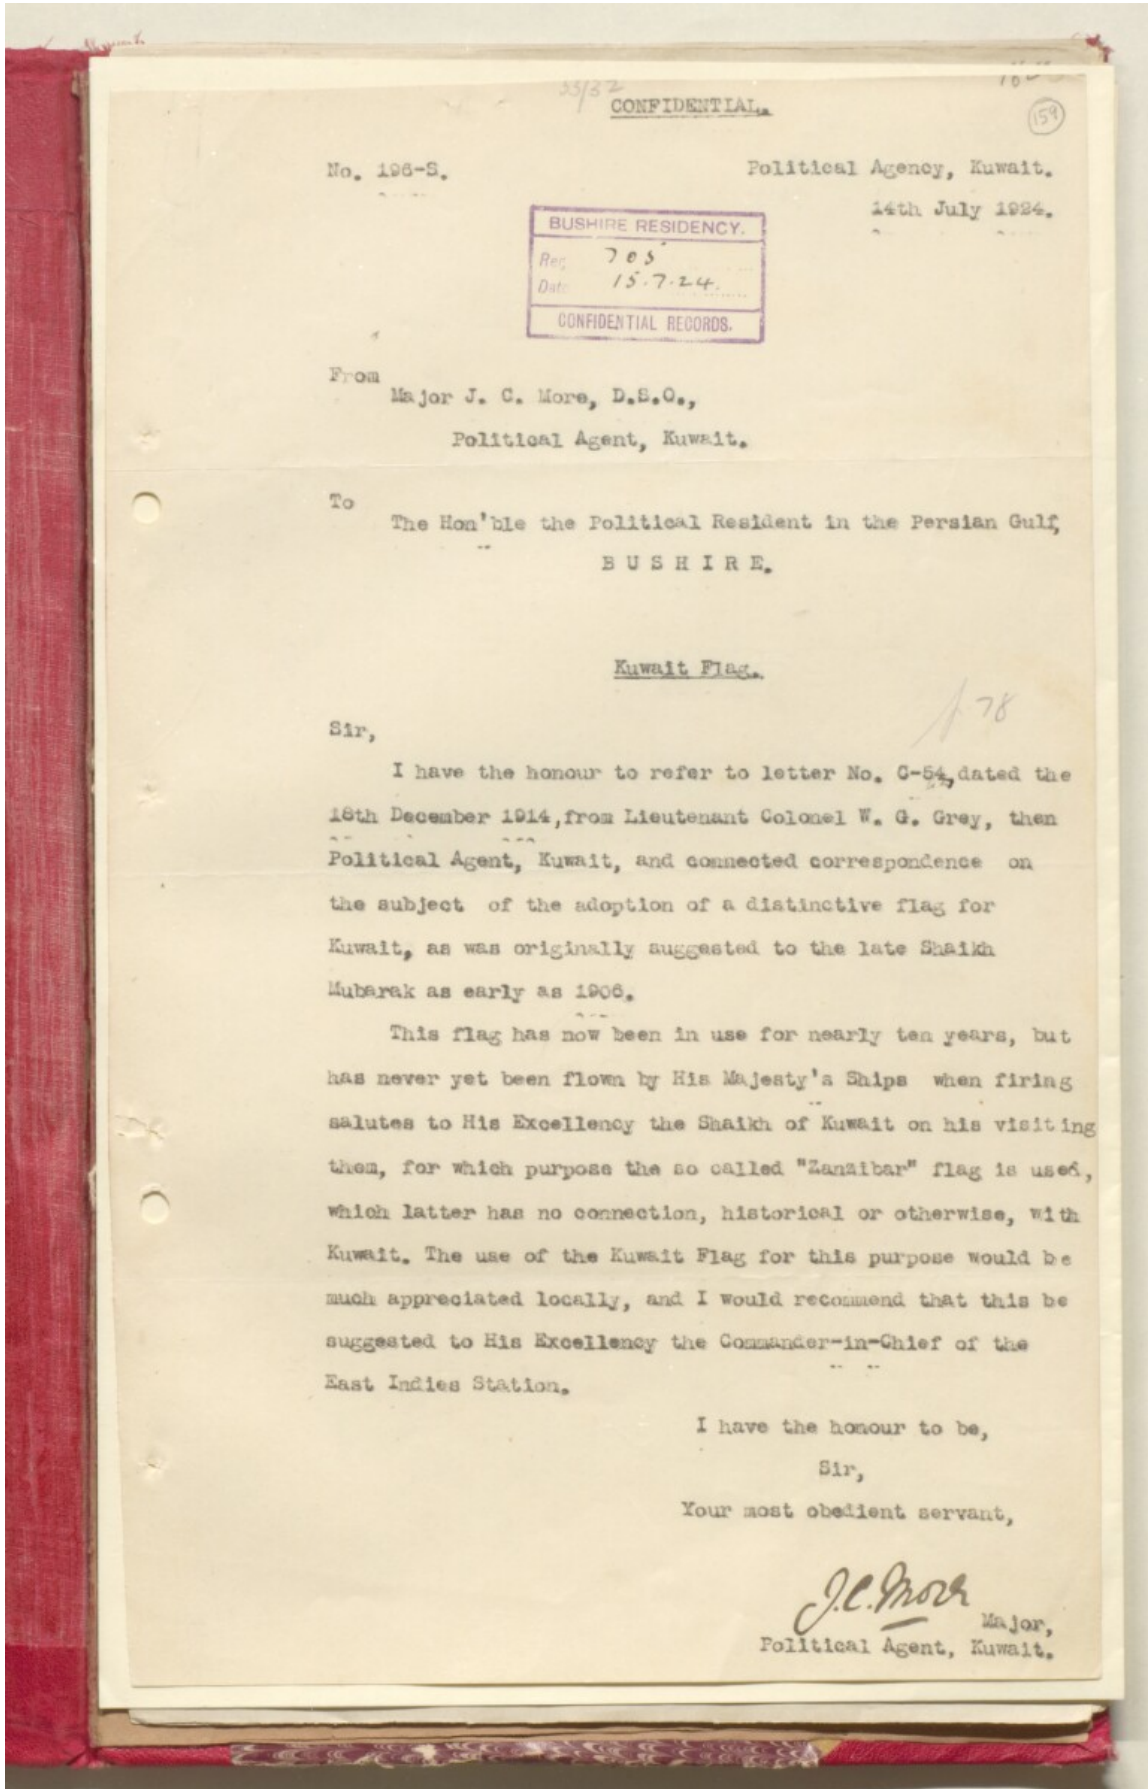 33/32
CONFIDENTIAL.
159
No. 196-S.
Political Agency, Kuwait.
14th July 1924.
BUSHIRE RESIDENCY.
Reg 705
Date 15.7.24.
CONFIDENTIAL RECORDS.
From
Major J. C. More, D.S.O.,
Political Agent, Kuwait.
To
The Hon'ble the Political Resident in the Persian Gulf,
BUSHIRE.
Kuwait Flag.
78
Sir,
I have the honour to refer to letter No. C-54, dated the
18th December 1914, from Lieutenant Colonel W. G. Grey, then
Political Agent, Kuwait, and connected correspondence on
the subject of the adoption of a distinctive flag for
Kuwait, as was originally suggested to the late Shaikh
Mubarak as early as 1906.
This flag has now been in use for nearly ten years, but
has never yet been flown by His Majesty's Ships when firing
salutes to His Excellency the Shaikh of Kuwait on his visiting
them, for which purpose the so called "Zanzibar" flag is used,
which latter has no connection, historical or otherwise, with
Kuwait. The use of the Kuwait Flag for this purpose would be
much appreciated locally, and I would recommend that this be
suggested to His Excellency the Commander-in-Chief of the
East Indies Station.
I have the honour to be,
Sir,
Your most obedient servant,
J.C. More
Major,
Political Agent, Kuwait.